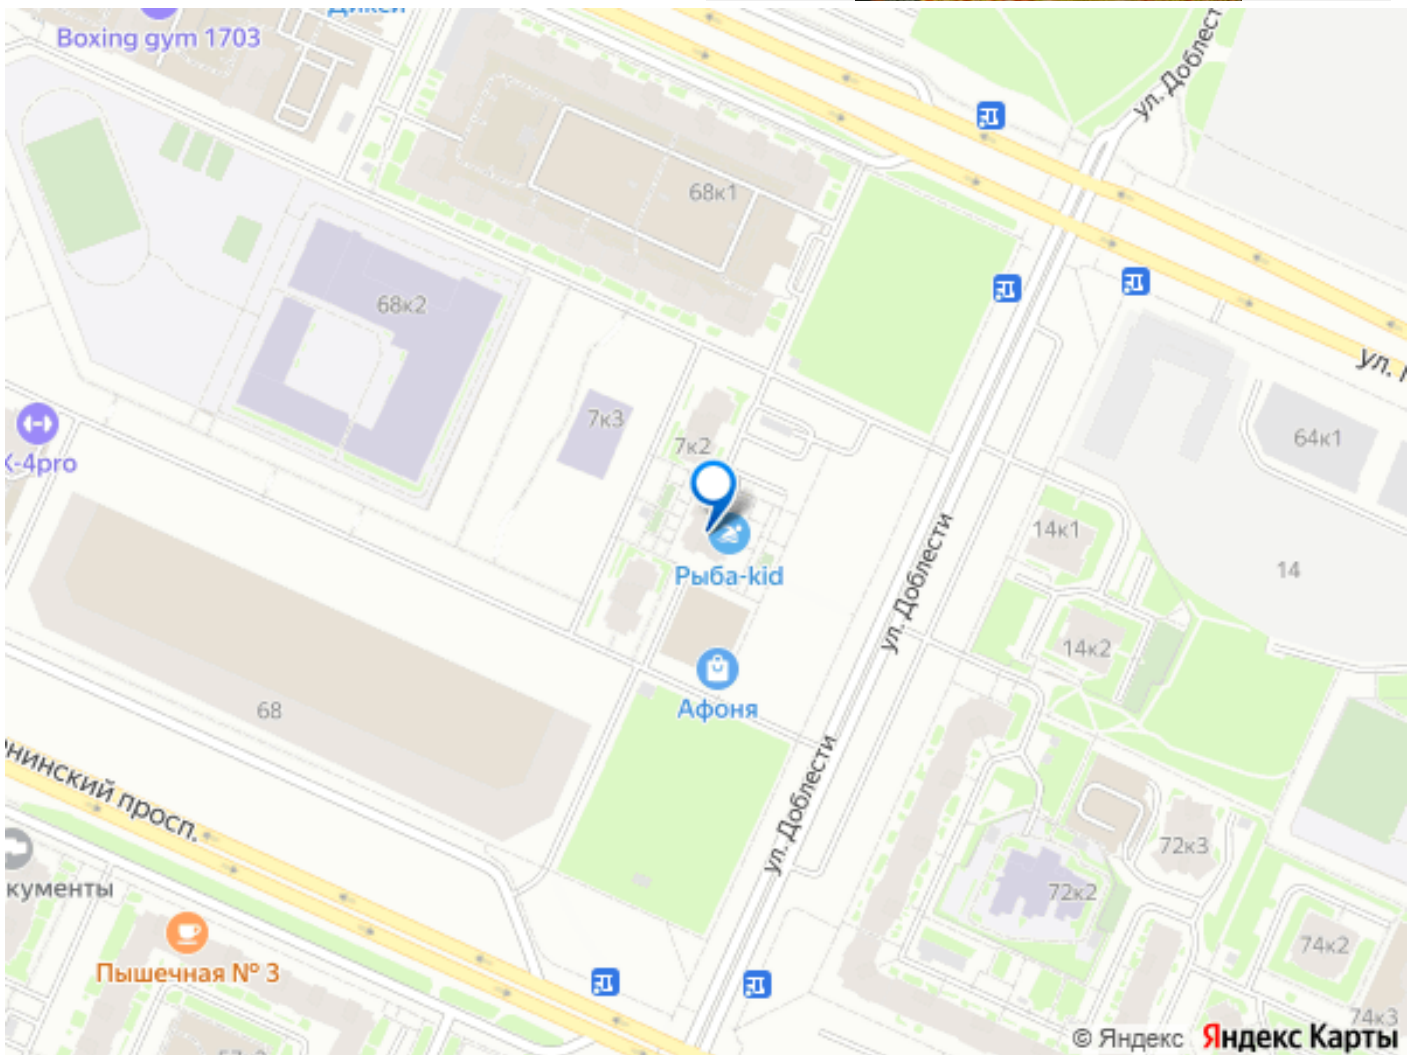 Дикси
Boxing gym 1703
ул. Доблест
68к1
68к2
ул.
7к3
64к1
К-4pro
7к2
14к1
ул. Доблести
Рыба-kid
14
14к2
Афоня
68
нинский просп.
ул. Доблести
72к3
кументы
72к2
Пышечная № 3
74к2
74к3
© Яндекс Яндекс Карты